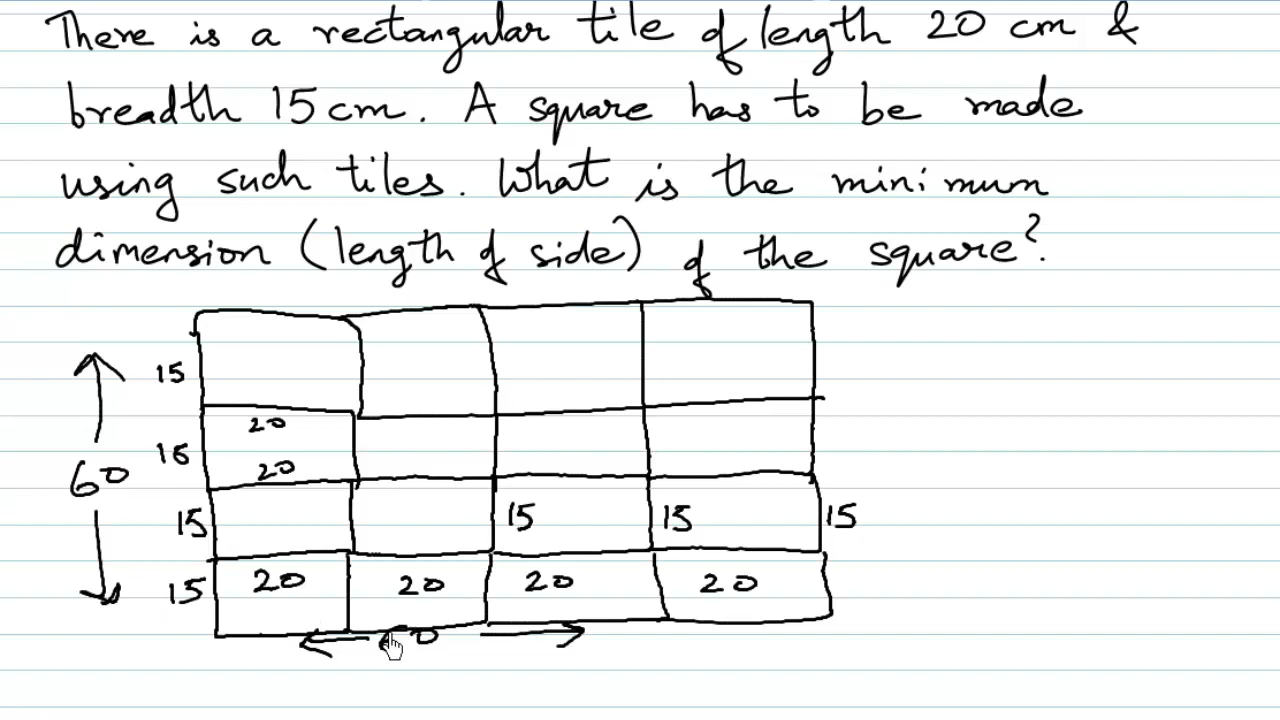 There is a rectangular tile of length 20 cm &
breadth 15 cm. A square has to be made
using such tiles. What is the minimum
dimension (length of side) of the square?
15
20
15
20
60
15 15 15 15
15 20 20 20 20